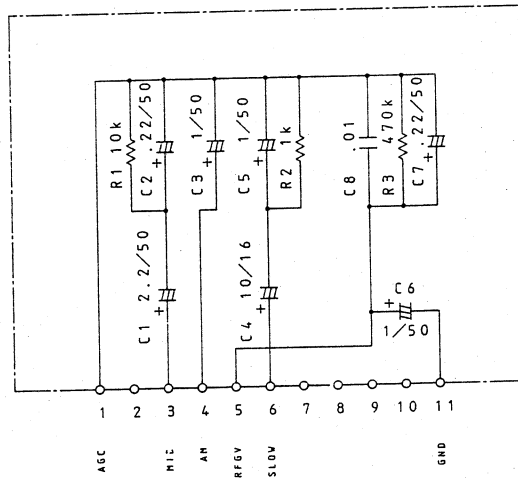 R1 10k
C2 .22/50
C3 1/50
C5 1/50
R2 1k
C8 .01
R3 470k
C7 .22/50
C1 2.2/50
C4 10/16
C6
1/50
1 2 3 4 5 6 7 8 9 10 11
AGC
MID
AM
RFGV
SLOW
GND